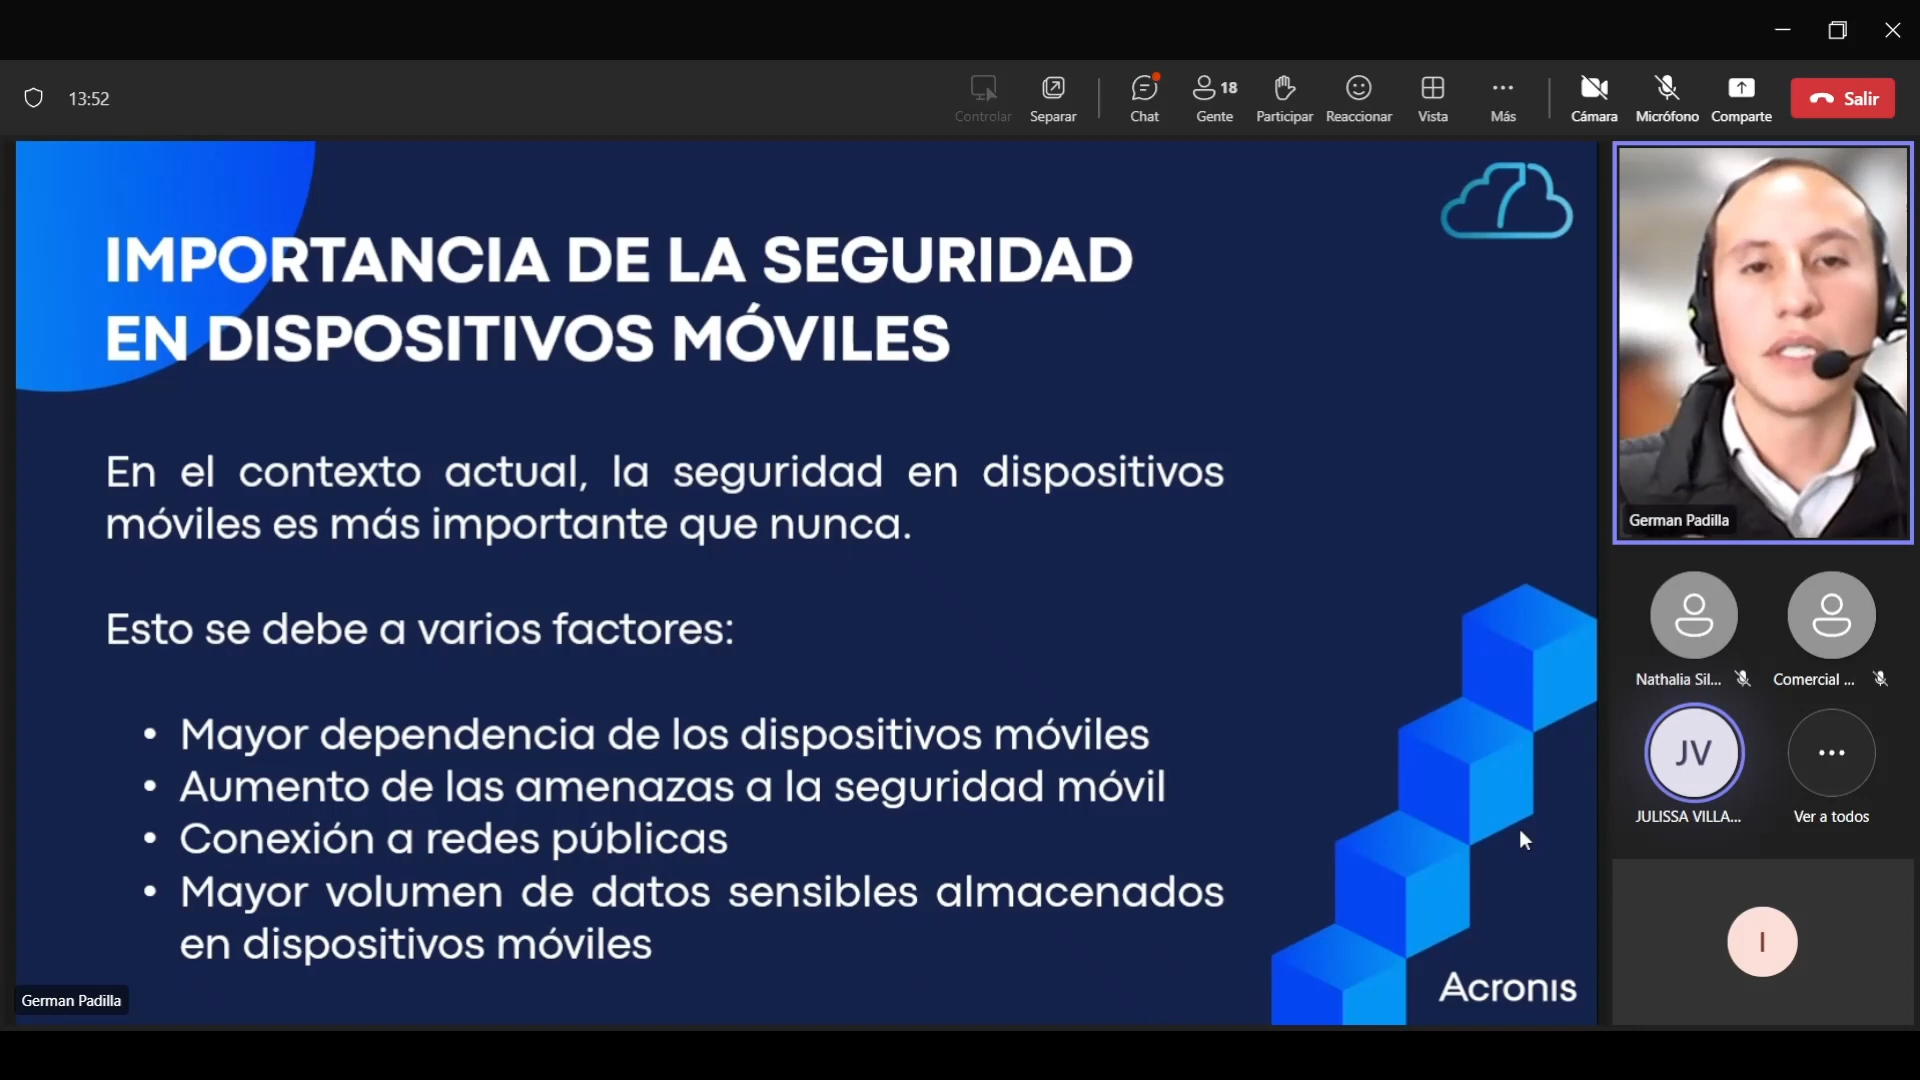 13:52
Controlar
Separar
Chat
18
Gente
Participar
Reaccionar
Vista
Más
Cámara
Micrófono
Comparte
Salir
7
IMPORTANCIA DE LA SEGURIDAD
EN DISPOSITIVOS MÓVILES
En el contexto actual, la seguridad en dispositivos
móviles es más importante que nunca.
Esto se debe a varios factores:
• Mayor dependencia de los dispositivos móviles
• Aumento de las amenazas a la seguridad móvil
• Conexión a redes públicas
• Mayor volumen de datos sensibles almacenados
en dispositivos móviles
Acronis
German Padilla
German Padilla
Nathalia Sil...
Comercial ...
JV
JULISSA VILLA...
Ver a todos
I